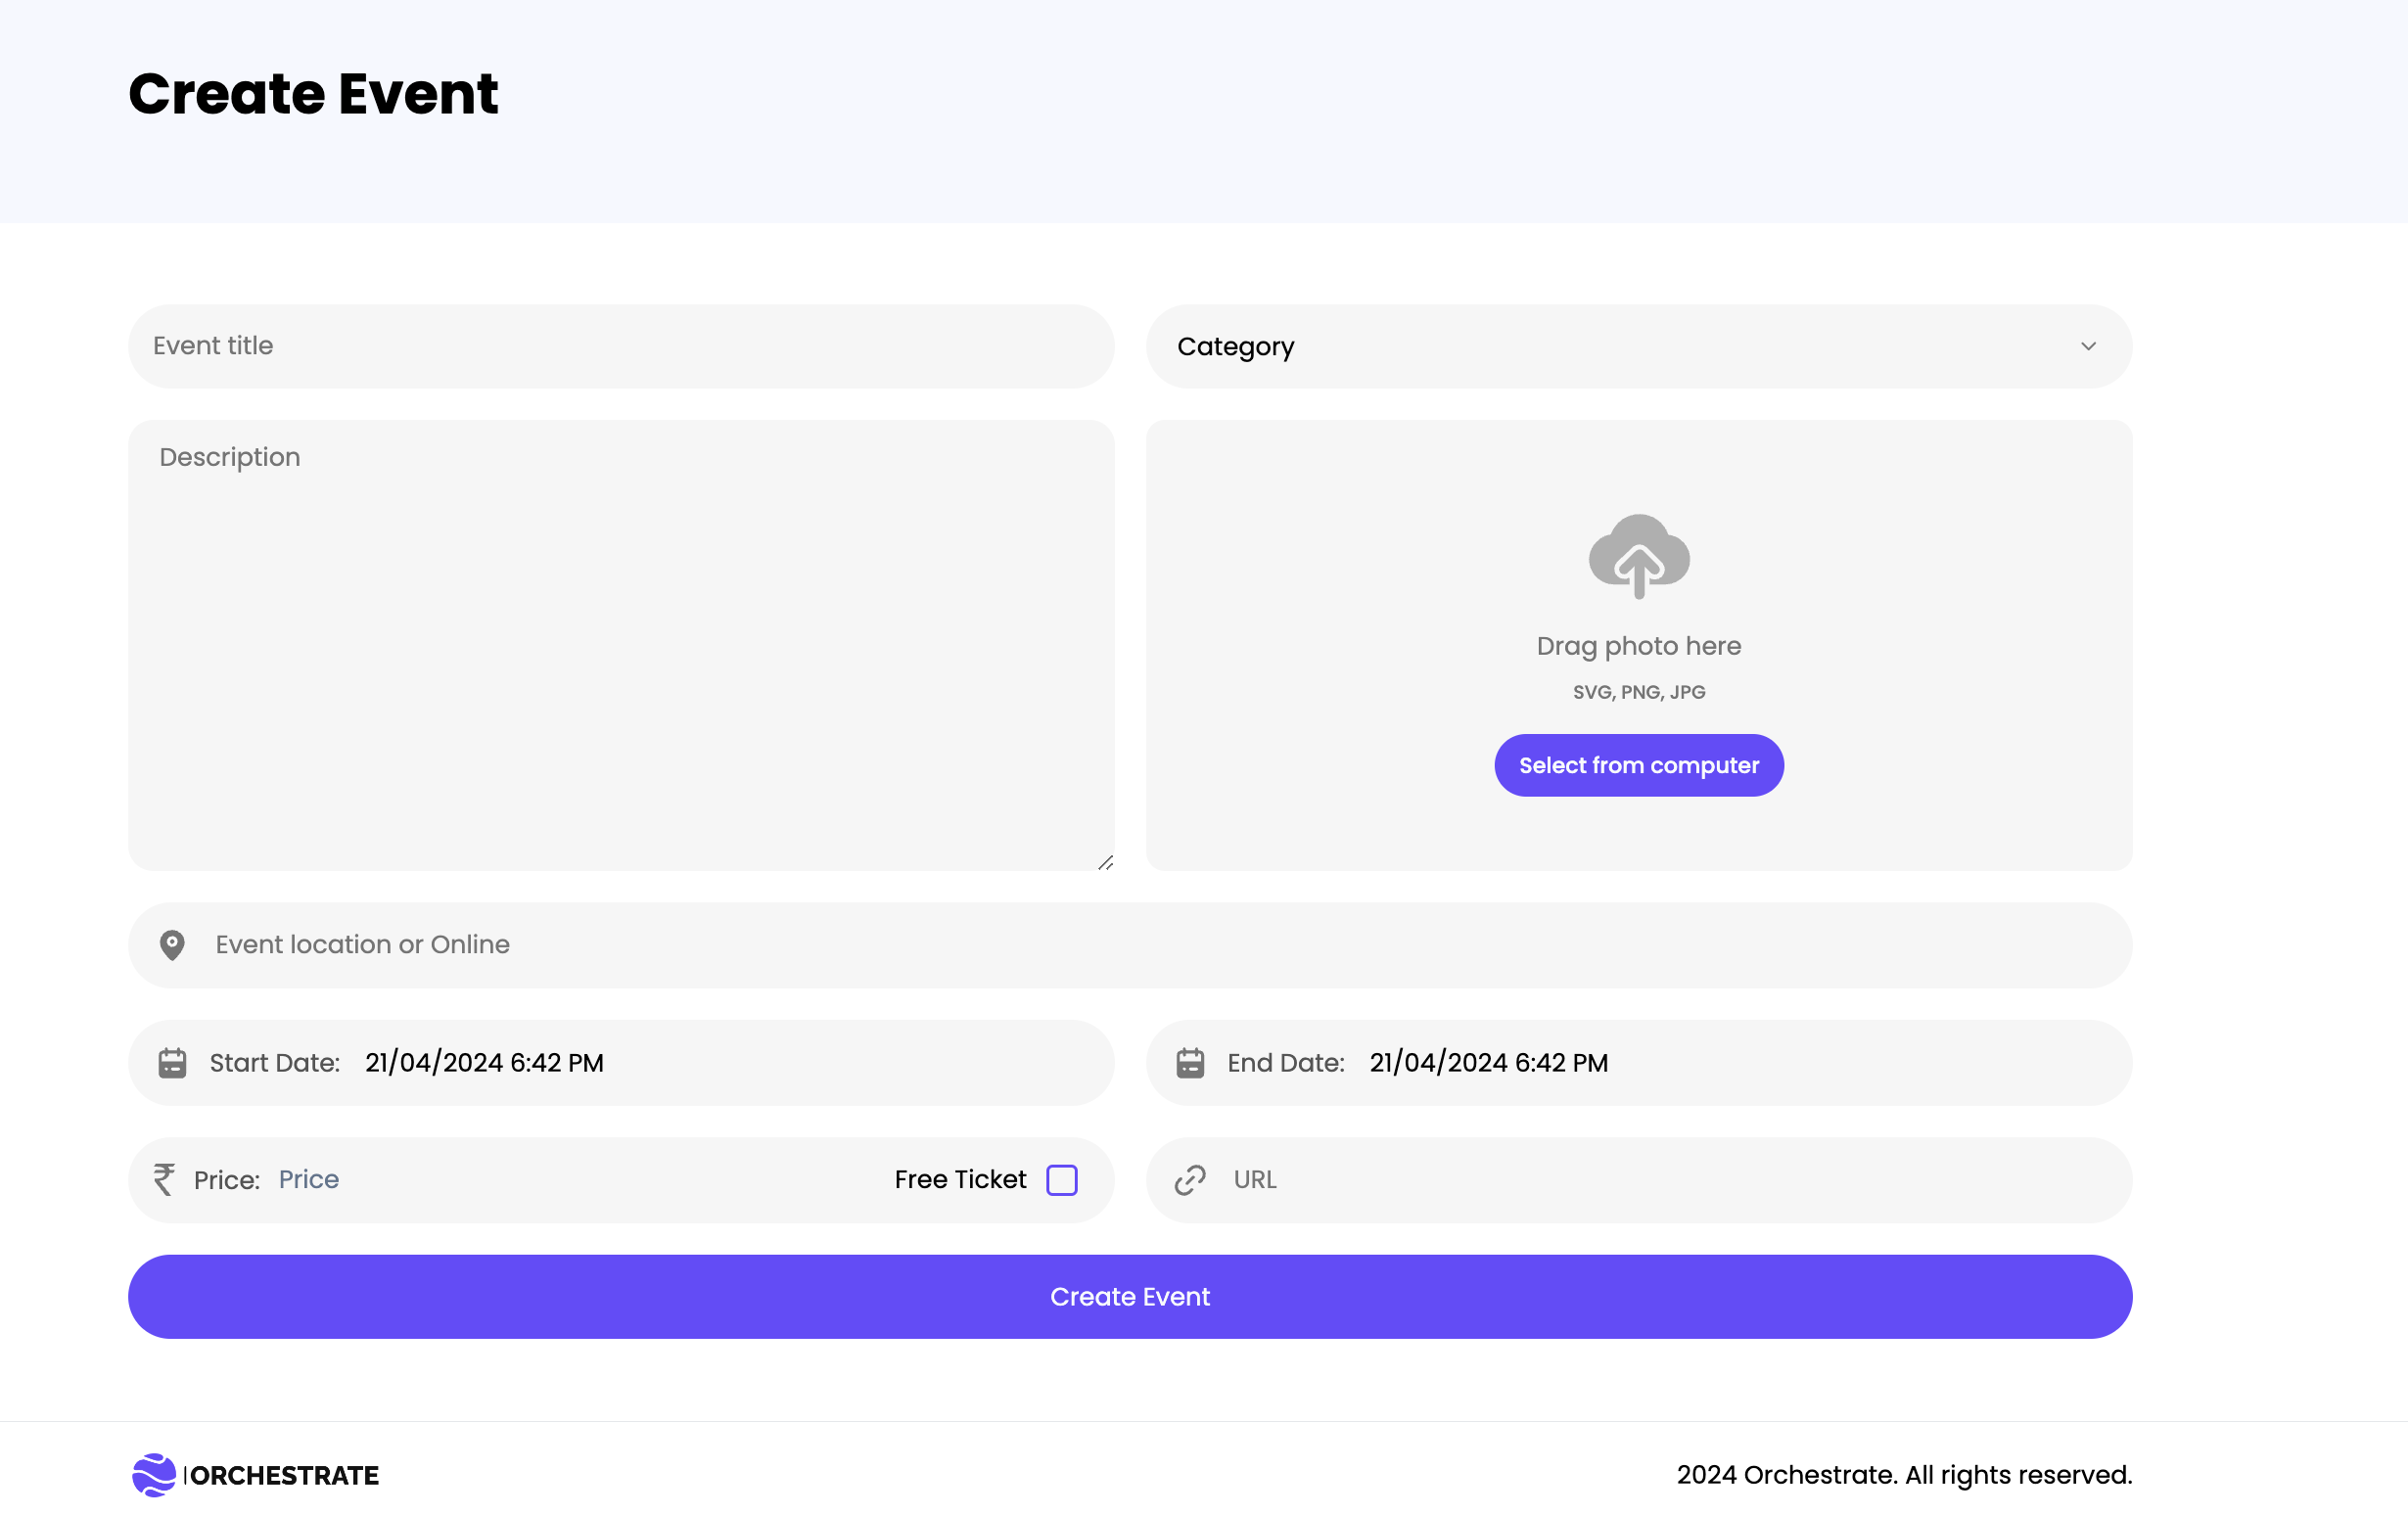 Create Event
Event title
Category
Description
Drag photo here
SVG, PNG, JPG
Select from computer
Event location or Online
Start Date: 21/04/2024 6:42 PM
End Date: 21/04/2024 6:42 PM
₹ Price: Price
Free Ticket
URL
Create Event
ORCHESTRATE
2024 Orchestrate. All rights reserved.